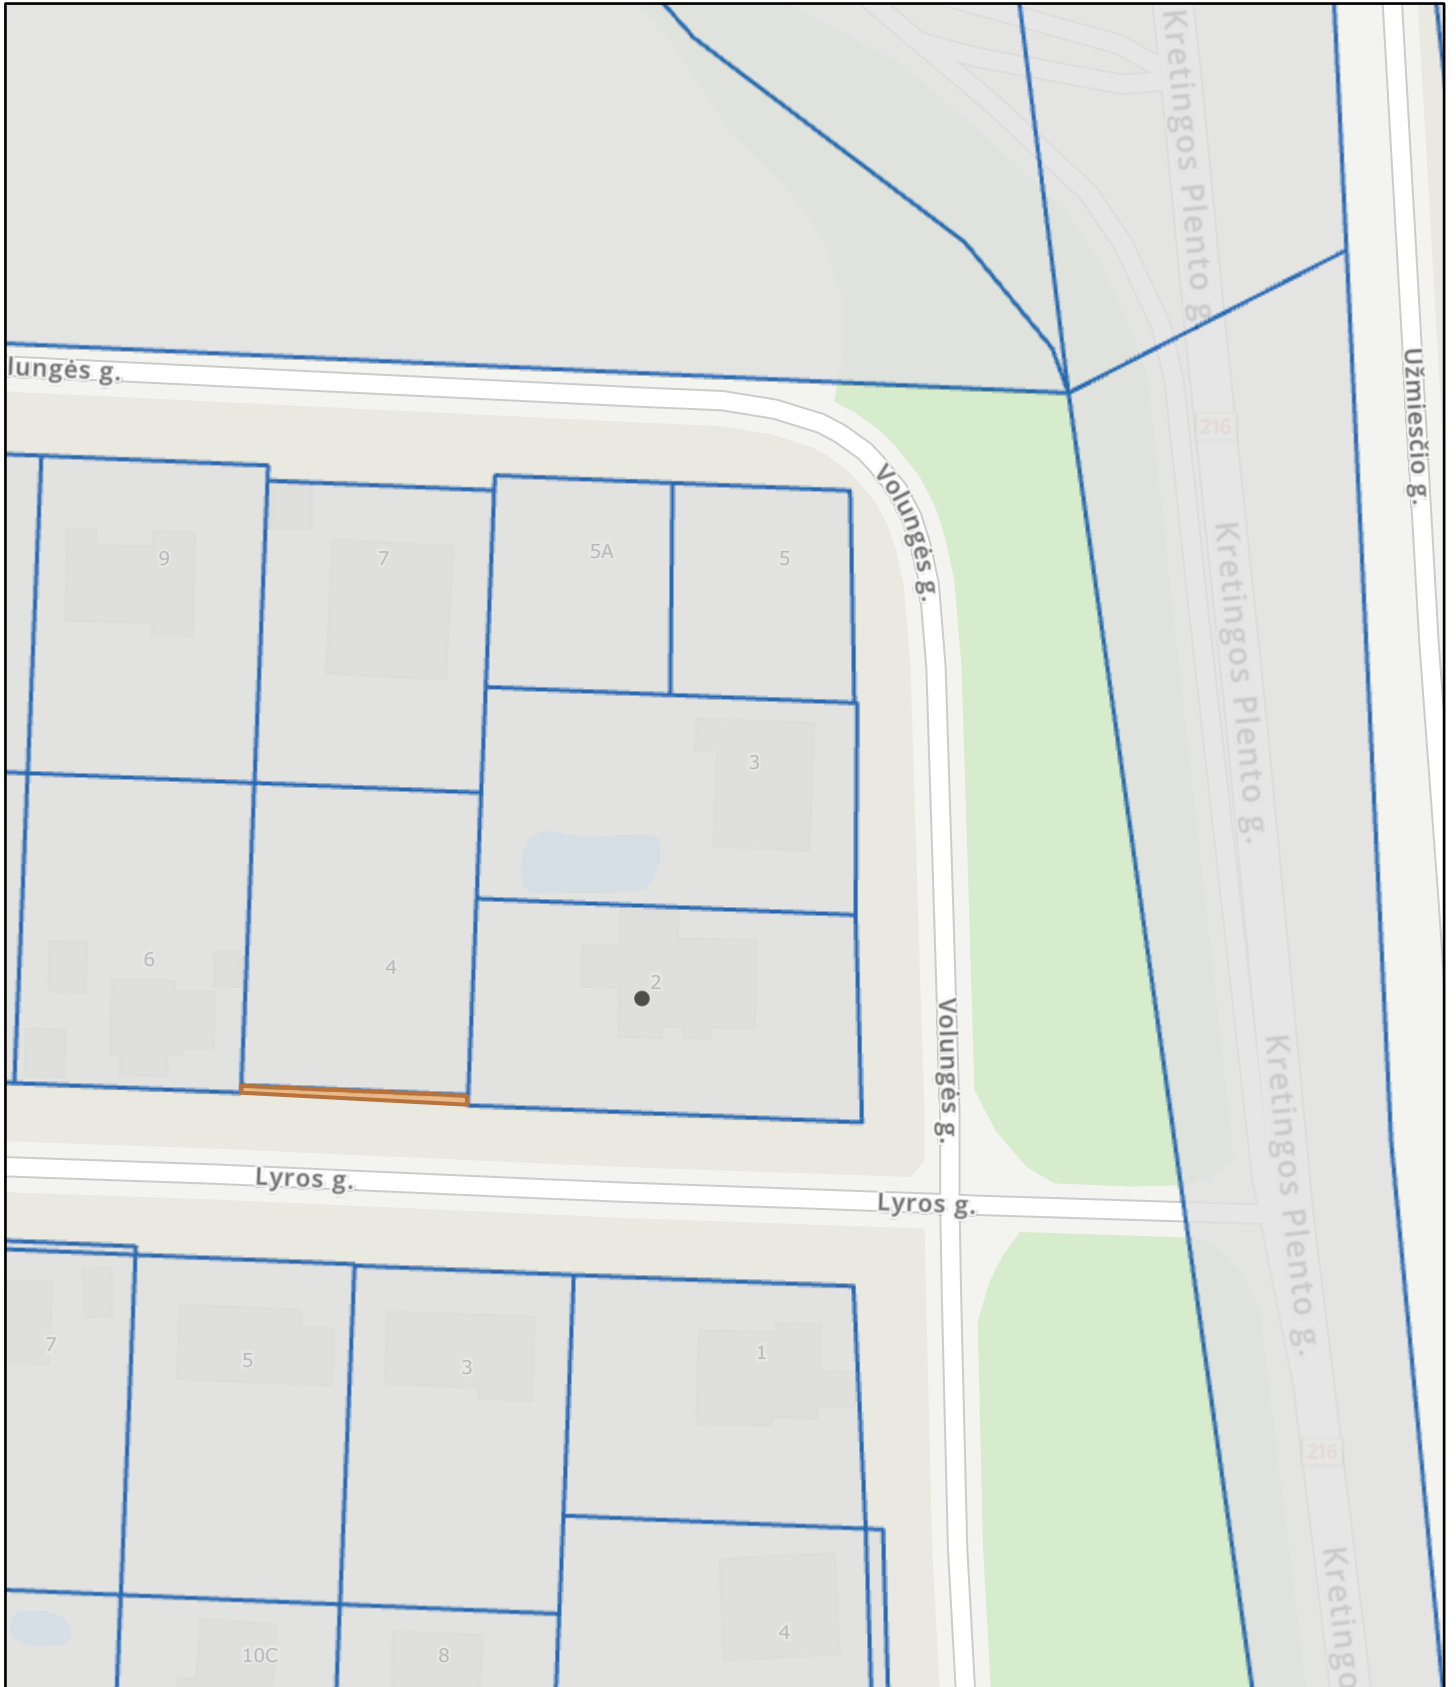 Kretingos Plento g.
lungės g.
Užmiesčio g.
216
Volungės g.
9
7
5A
5
Kretingos Plento g.
3
6
4
2
Volungės g.
Kretingos Plento g.
Lyros g.
Lyros g.
7
5
3
1
216
Kretingo
4
10C
8